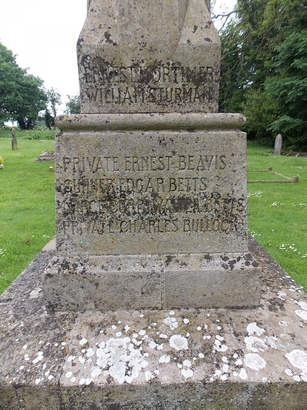 ERNEST MORTIMER
WILLIAM STURMAN
PRIVATE ERNEST BEAVIS
GUNNER EDGAR BETTS
PRIVATE CHARLES BULLOCK